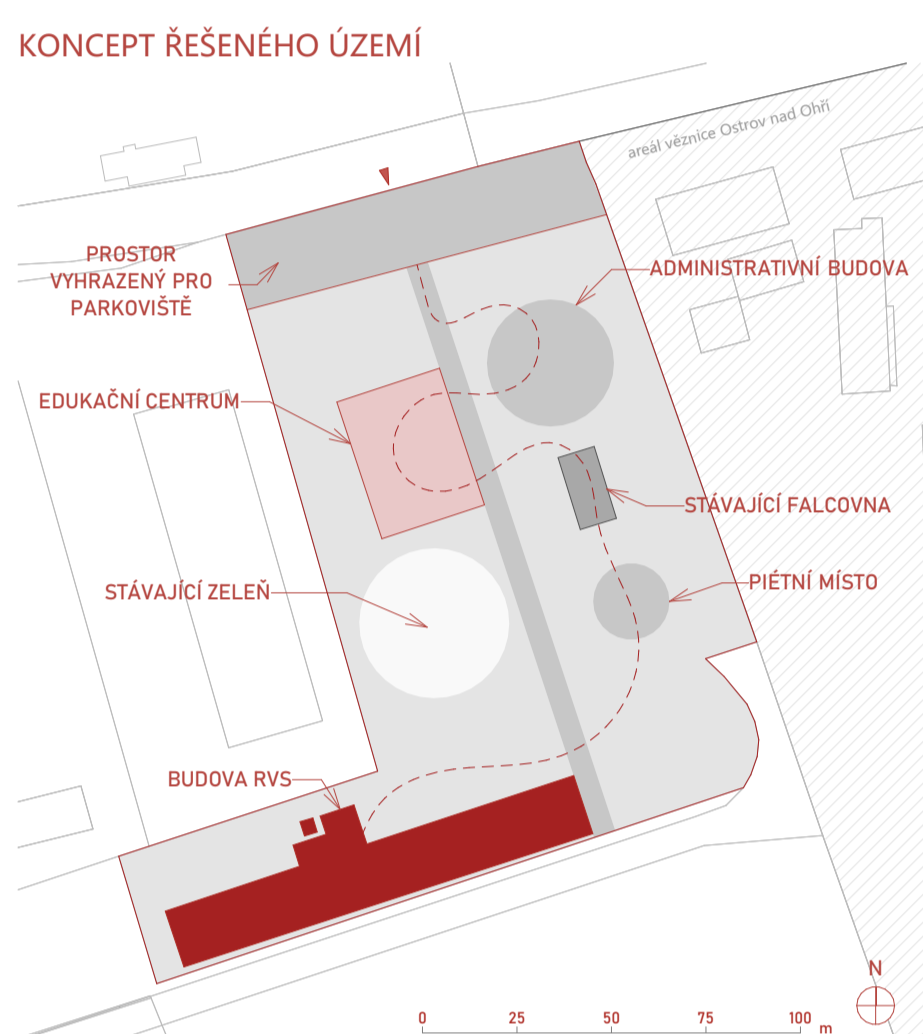 KONCEPT ŘEŠENÉHO ÚZEMÍ
areál věznice Ostrov nad Ohří
PROSTOR
VYHRAZENÝ PRO
PARKOVIŠTĚ
ADMINISTRATIVNÍ BUDOVA
EDUKAČNÍ CENTRUM
STÁVAJÍCÍ FALCOVNA
STÁVAJÍCÍ ZELEŇ
PIÉTNÍ MÍSTO
BUDOVA RVS
N
0 25 50 75 100 m